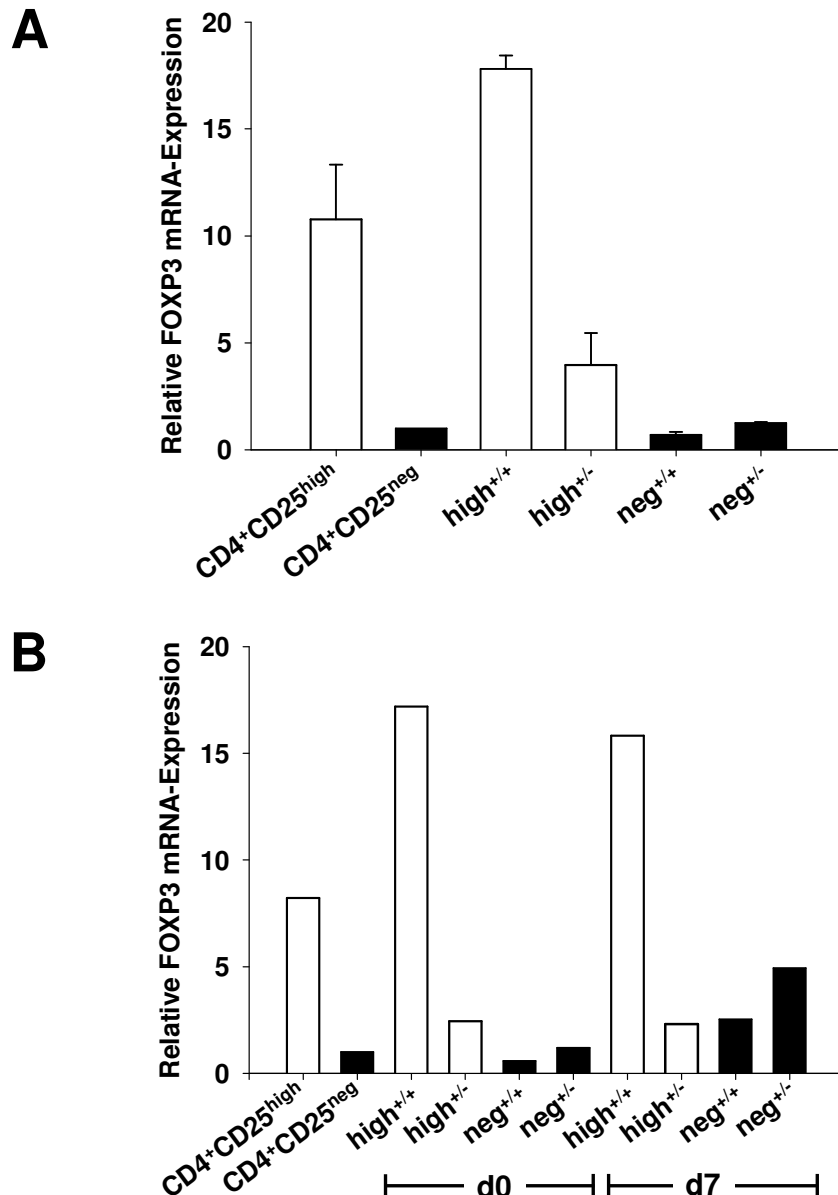 A
Relative FOXP3 mRNA-Expression
20
15
10
5
0
CD4⁺CD25ʰⁱᵍʰ
CD4⁺CD25ⁿᵉᵍ
high⁺/⁺
high⁺/⁻
neg⁺/⁺
neg⁺/⁻
B
Relative FOXP3 mRNA-Expression
20
15
10
5
0
CD4⁺CD25ʰⁱᵍʰ
CD4⁺CD25ⁿᵉᵍ
high⁺/⁺
high⁺/⁻
neg⁺/⁺
neg⁺/⁻
high⁺/⁺
high⁺/⁻
neg⁺/⁺
neg⁺/⁻
d0
d7